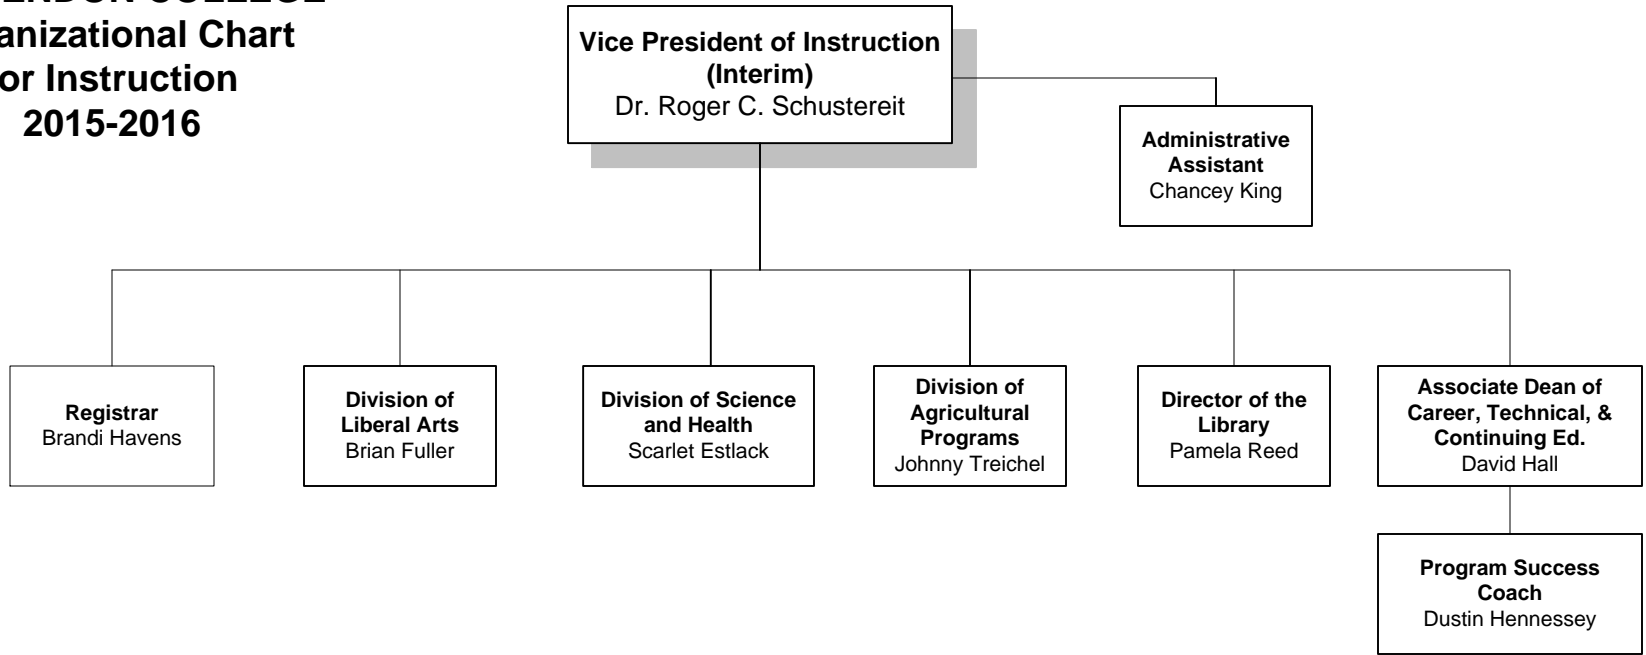 anizational Chart
or Instruction
2015-2016
Vice President of Instruction
(Interim)
Dr. Roger C. Schustereit
Administrative
Assistant
Chancey King
Registrar
Brandi Havens
Division of
Liberal Arts
Brian Fuller
Division of Science
and Health
Scarlet Estlack
Division of
Agricultural
Programs
Johnny Treichel
Director of the
Library
Pamela Reed
Associate Dean of
Career, Technical, &
Continuing Ed.
David Hall
Program Success
Coach
Dustin Hennessey